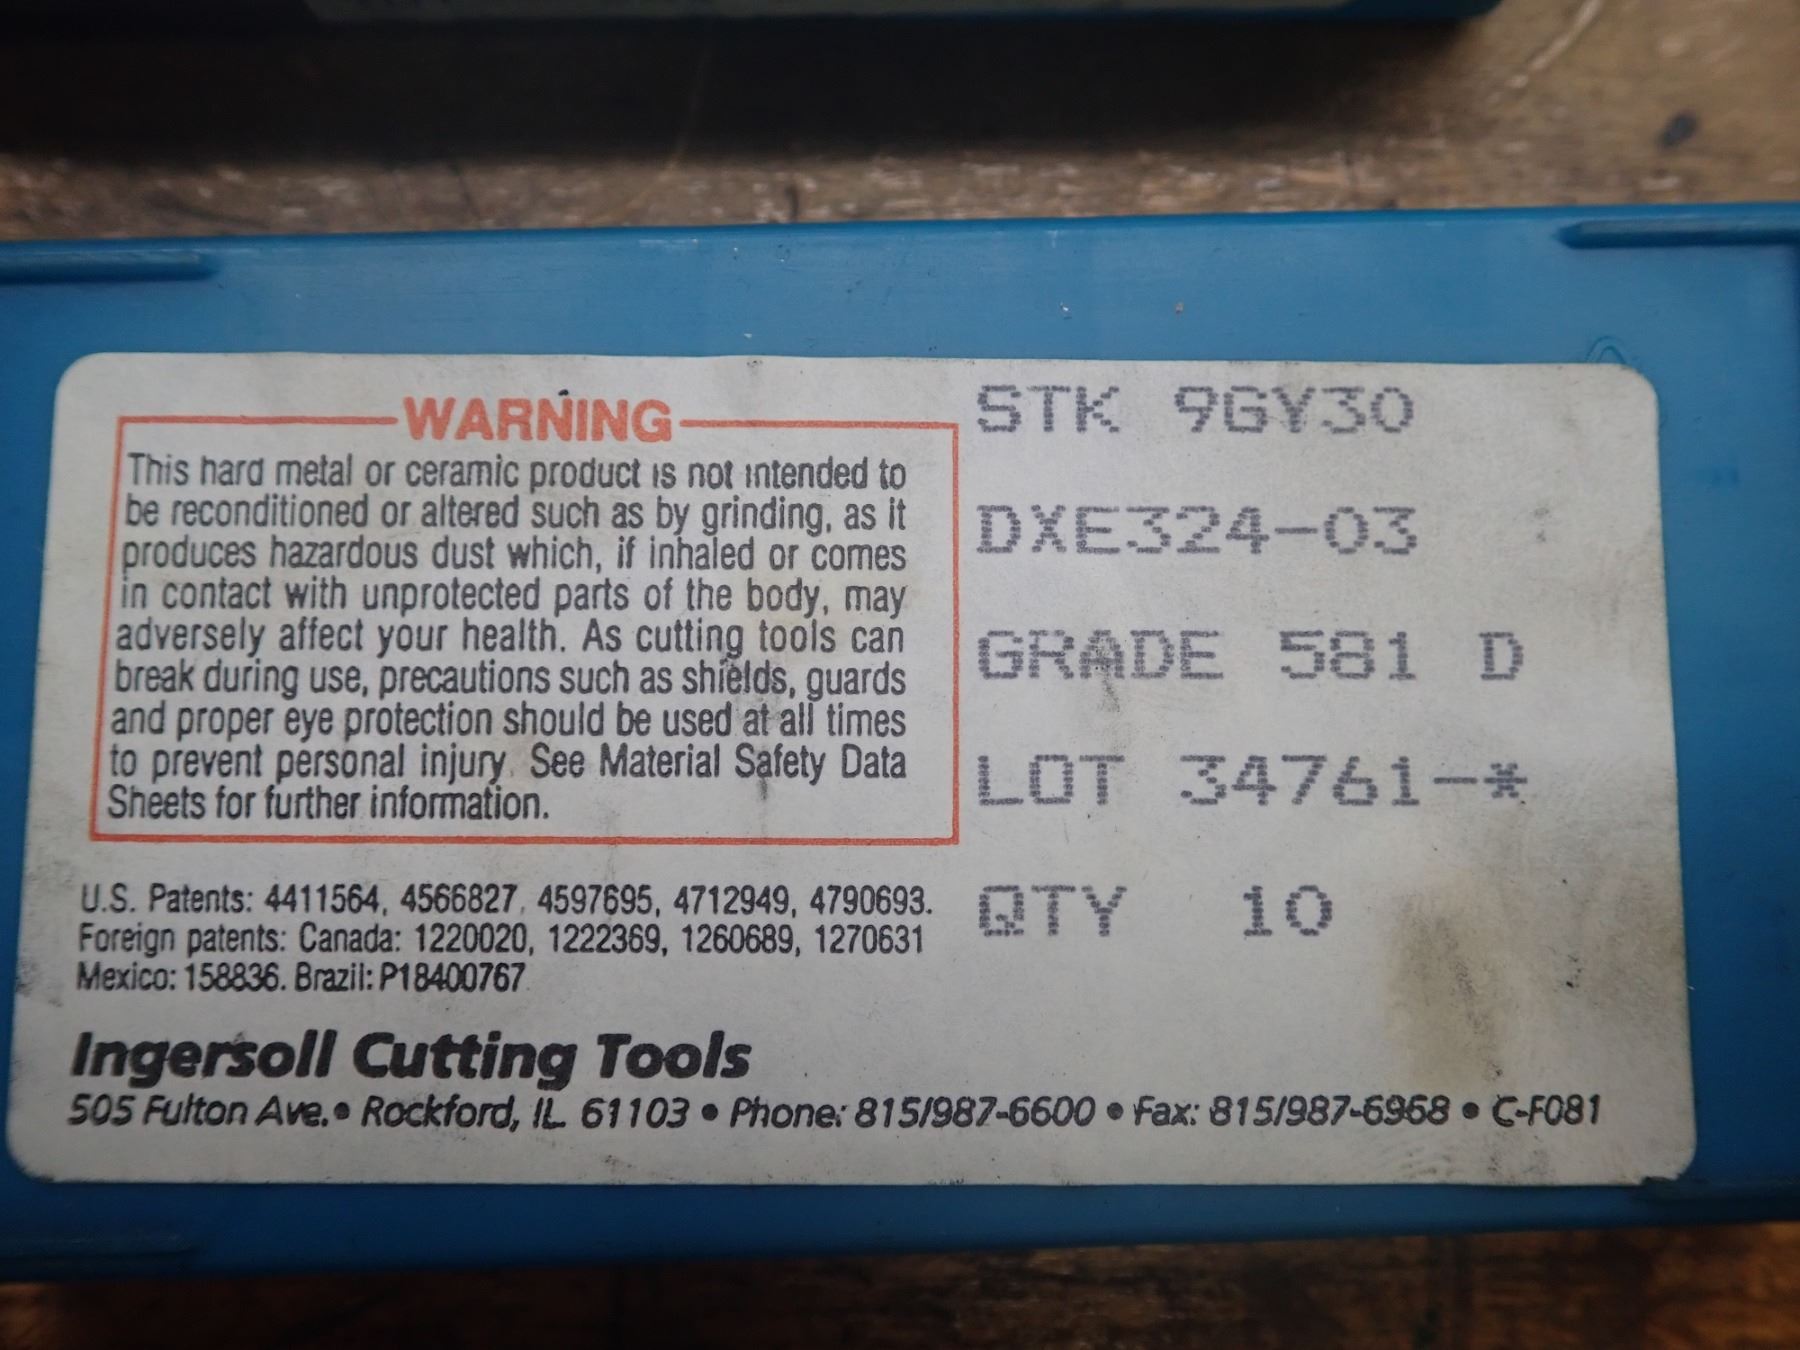 WARNING
This hard metal or ceramic product is not intended to
be reconditioned or altered such as by grinding, as it
produces hazardous dust which, if inhaled or comes
in contact with unprotected parts of the body, may
adversely affect your health. As cutting tools can
break during use, precautions such as shields, guards
and proper eye protection should be used at all times
to prevent personal injury. See Material Safety Data
Sheets for further information.
STK 9GY30
DXE324-03
GRADE 581 D
LOT 34761-*
QTY 10
U.S. Patents: 4411564, 4566827, 4597695, 4712949, 4790693.
Foreign patents: Canada: 1220020, 1222369, 1260689, 1270631
Mexico: 158836. Brazil: P18400767
Ingersoll Cutting Tools
505 Fulton Ave. • Rockford, IL 61103 • Phone: 815/987-6600 • Fax: 815/987-6968 • C-F081